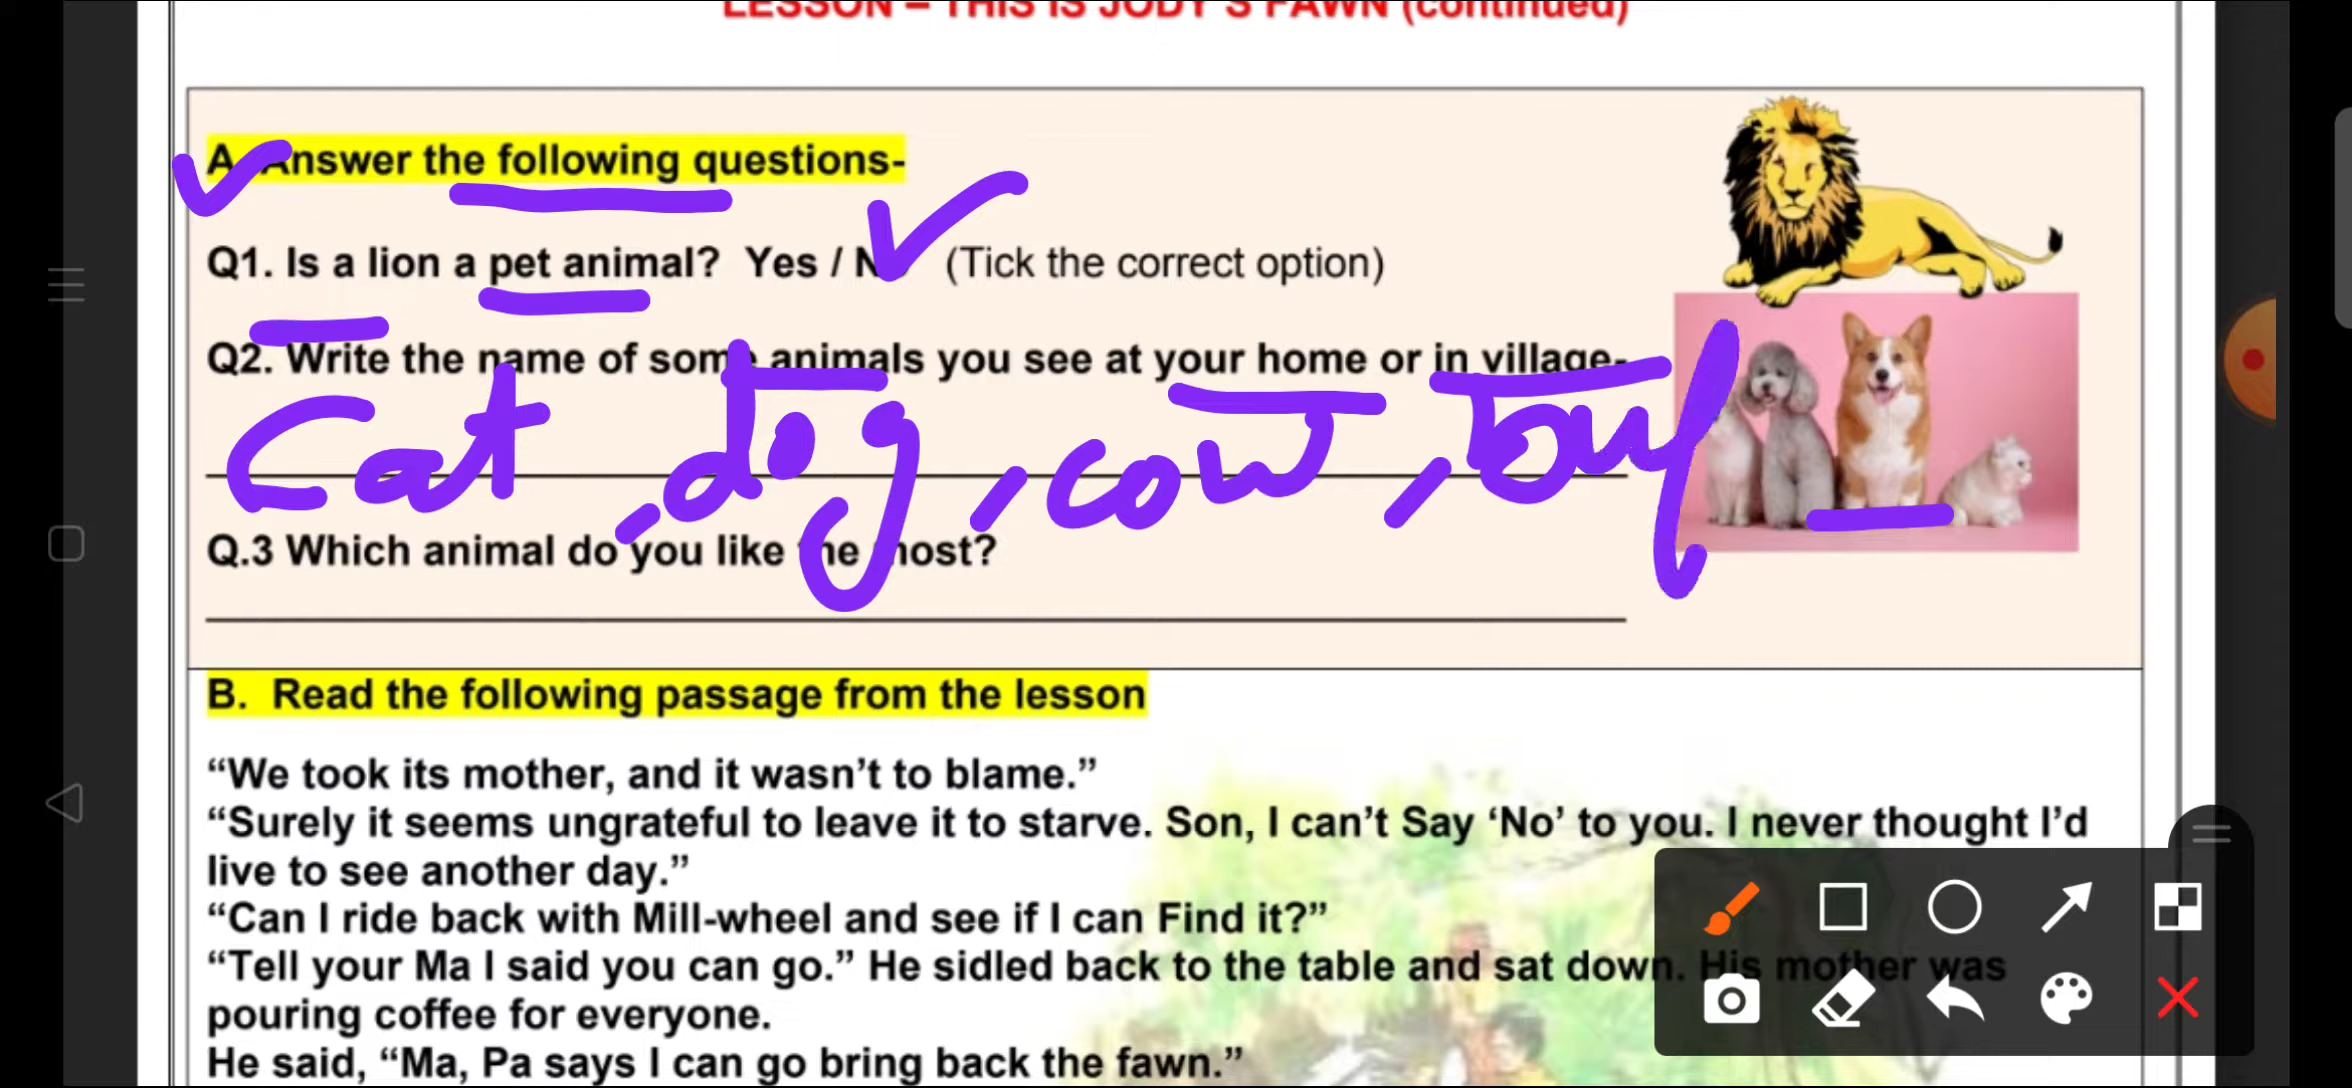 LESSON – THIS IS JODY'S FAWN (continued)
A. Answer the following questions-
Q1. Is a lion a pet animal? Yes / No (Tick the correct option)
Q2. Write the name of some animals you see at your home or in village-
Cat, dog, cow,
Q.3 Which animal do you like the most?
B. Read the following passage from the lesson
“We took its mother, and it wasn’t to blame.”
“Surely it seems ungrateful to leave it to starve. Son, I can’t Say ‘No’ to you. I never thought I’d
live to see another day.”
“Can I ride back with Mill-wheel and see if I can Find it?”
“Tell your Ma I said you can go.” He sidled back to the table and sat down. His mother was
pouring coffee for everyone.
He said, “Ma, Pa says I can go bring back the fawn.”